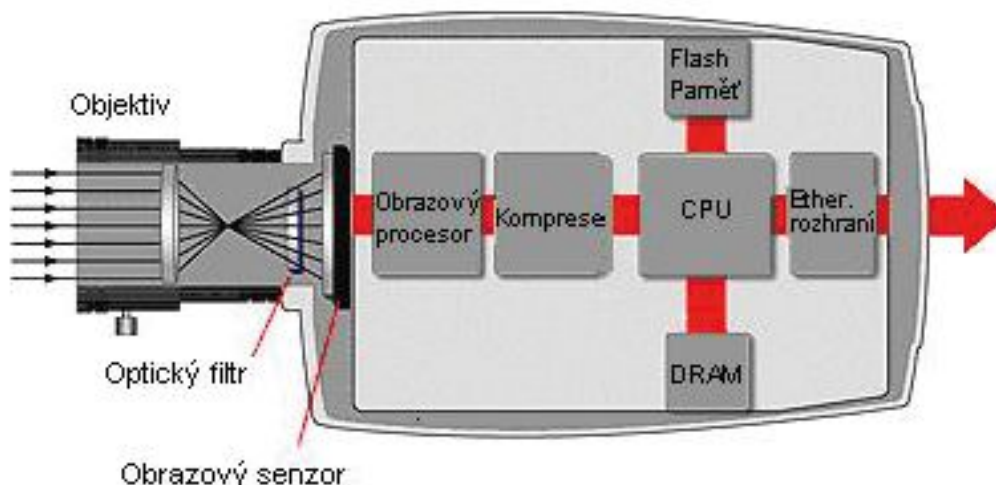 Objektiv
Flash
Paměť
Obrazový
procesor
Komprese
CPU
Ether.
rozhraní
DRAM
Optický filtr
Obrazový senzor